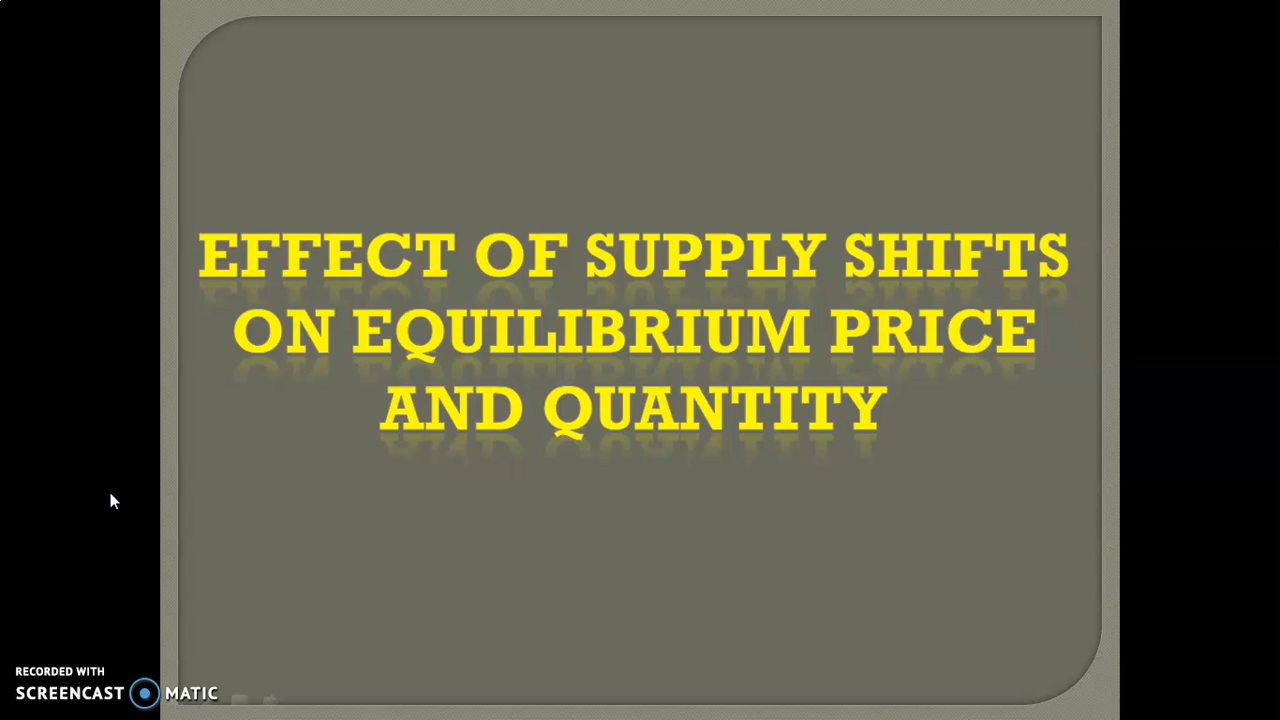 EFFECT OF SUPPLY SHIFTS
ON EQUILIBRIUM PRICE
AND QUANTITY
RECORDED WITH
SCREENCAST MATIC